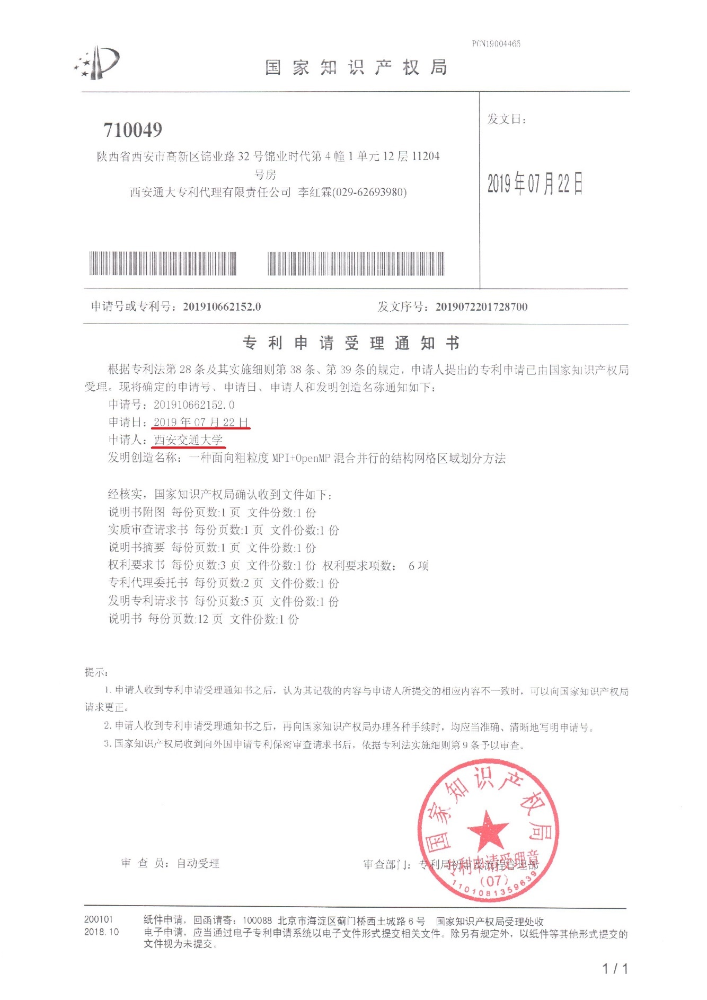 PCN19004465
国家知识产权局
710049
陕西省西安市高新区锦业路 32 号锦业时代第 4 幢 1 单元 12 层 11204
号房
西安通大专利代理有限责任公司 李红霖(029-62693980)
发文日：
2019年07月22日
申请号或专利号：201910662152.0 发文序号：2019072201728700
专利申请受理通知书
根据专利法第 28 条及其实施细则第 38 条、第 39 条的规定，申请人提出的专利申请已由国家知识产权局
受理。现将确定的申请号、申请日、申请人和发明创造名称通知如下：
申请号：201910662152.0
申请日：2019 年 07 月 22 日
申请人：西安交通大学
发明创造名称：一种面向粗粒度 MPI+OpenMP 混合并行的结构网格区域划分方法
经核实，国家知识产权局确认收到文件如下：
说明书附图 每份页数:1 页 文件份数:1 份
实质审查请求书 每份页数:1 页 文件份数:1 份
说明书摘要 每份页数:1 页 文件份数:1 份
权利要求书 每份页数:3 页 文件份数:1 份 权利要求项数： 6 项
专利代理委托书 每份页数:2 页 文件份数:1 份
发明专利请求书 每份页数:5 页 文件份数:1 份
说明书 每份页数:12 页 文件份数:1 份
提示：
1. 申请人收到专利申请受理通知书之后，认为其记载的内容与申请人所提交的相应内容不一致时，可以向国家知识产权局
请求更正。
2. 申请人收到专利申请受理通知书之后，再向国家知识产权局办理各种手续时，均应当准确、清晰地写明申请号。
3. 国家知识产权局收到向外国申请专利保密审查请求书后，依据专利法实施细则第 9 条予以审查。
国家知识产权局
专利申请受理章
(07)
1101081359639
审 查 员：自动受理 审查部门：专利局初审及流程管理部
200101 纸件申请，回函请寄：100088 北京市海淀区蓟门桥西土城路 6 号 国家知识产权局受理处收
2018.10 电子申请，应当通过电子专利申请系统以电子文件形式提交相关文件。除另有规定外，以纸件等其他形式提交的
文件视为未提交。
1 / 1